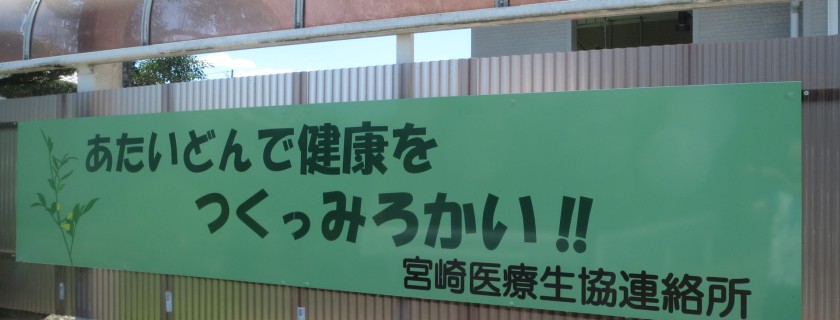 あたいどんで健康を
つくっみろかい!!
宮崎医療生協連絡所